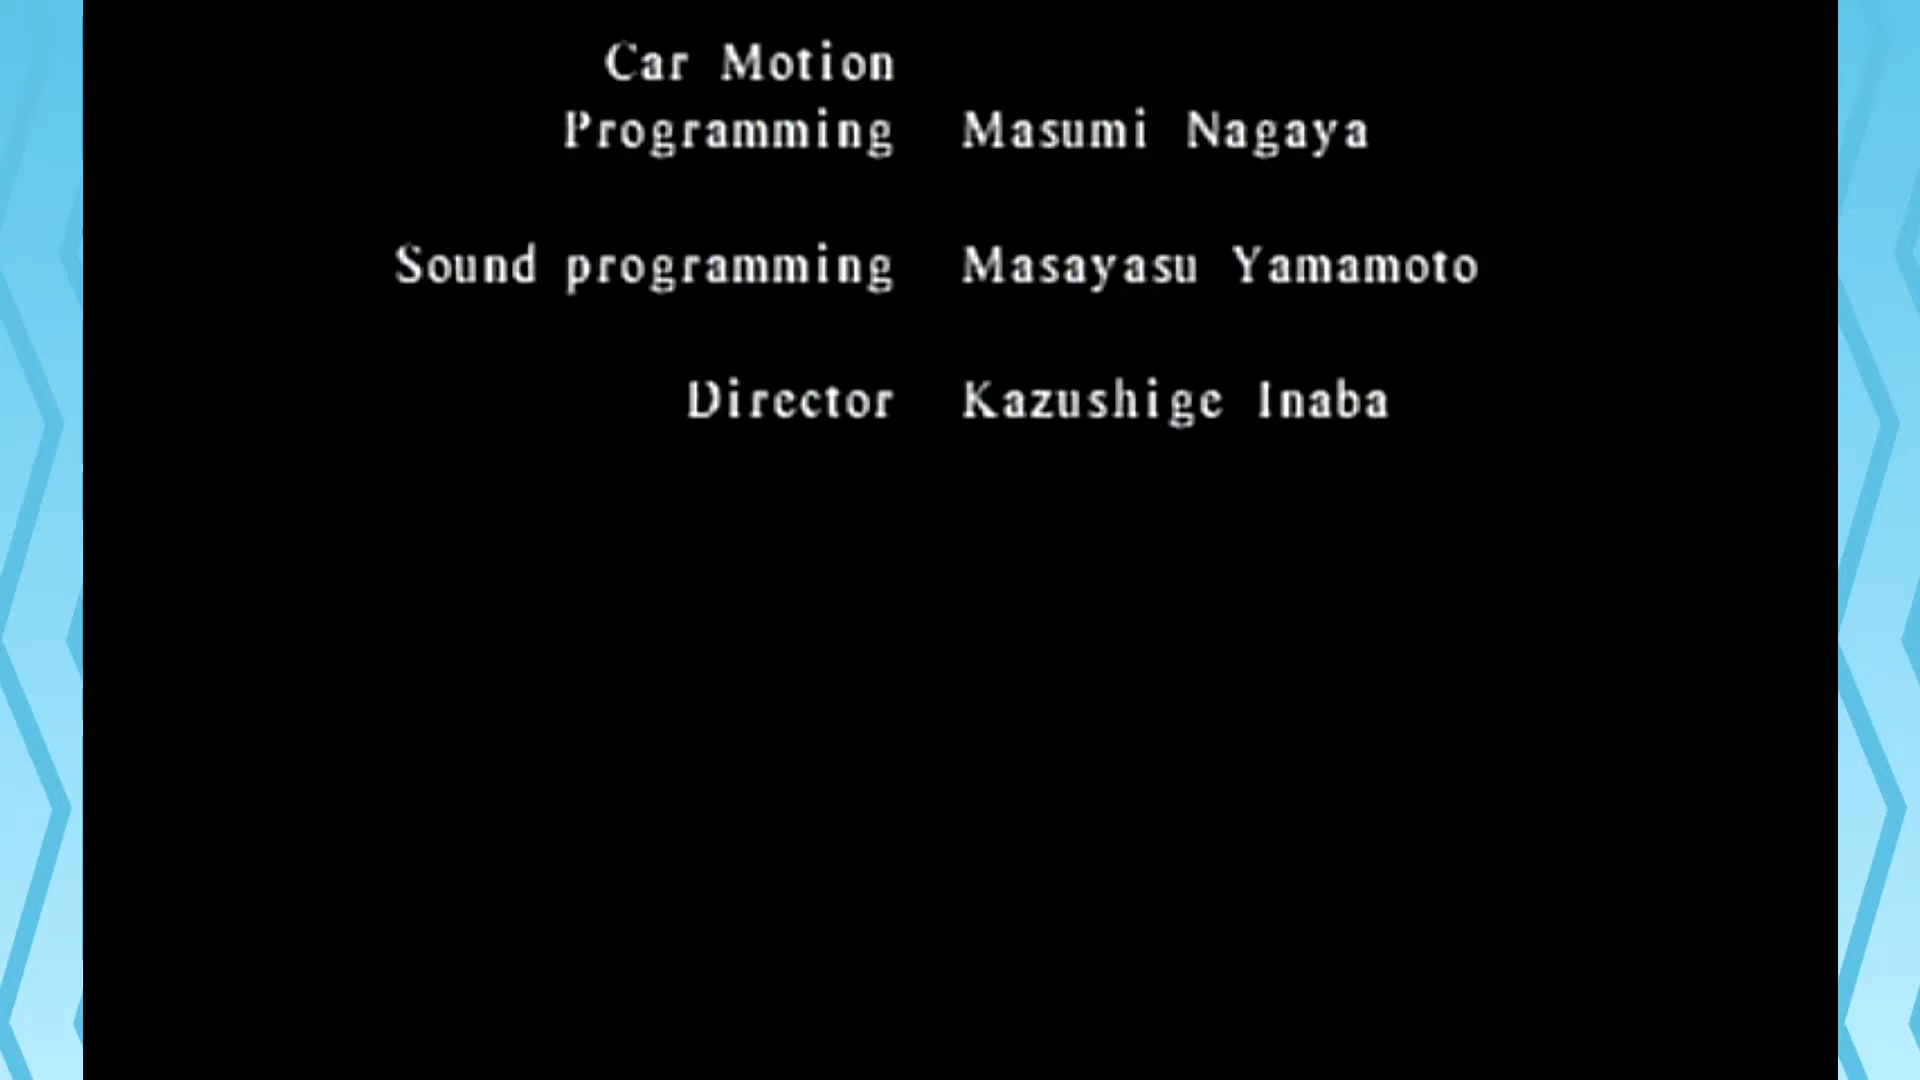 Car Motion
Programming Masumi Nagaya
Sound programming Masayasu Yamamoto
Director Kazushige Inaba